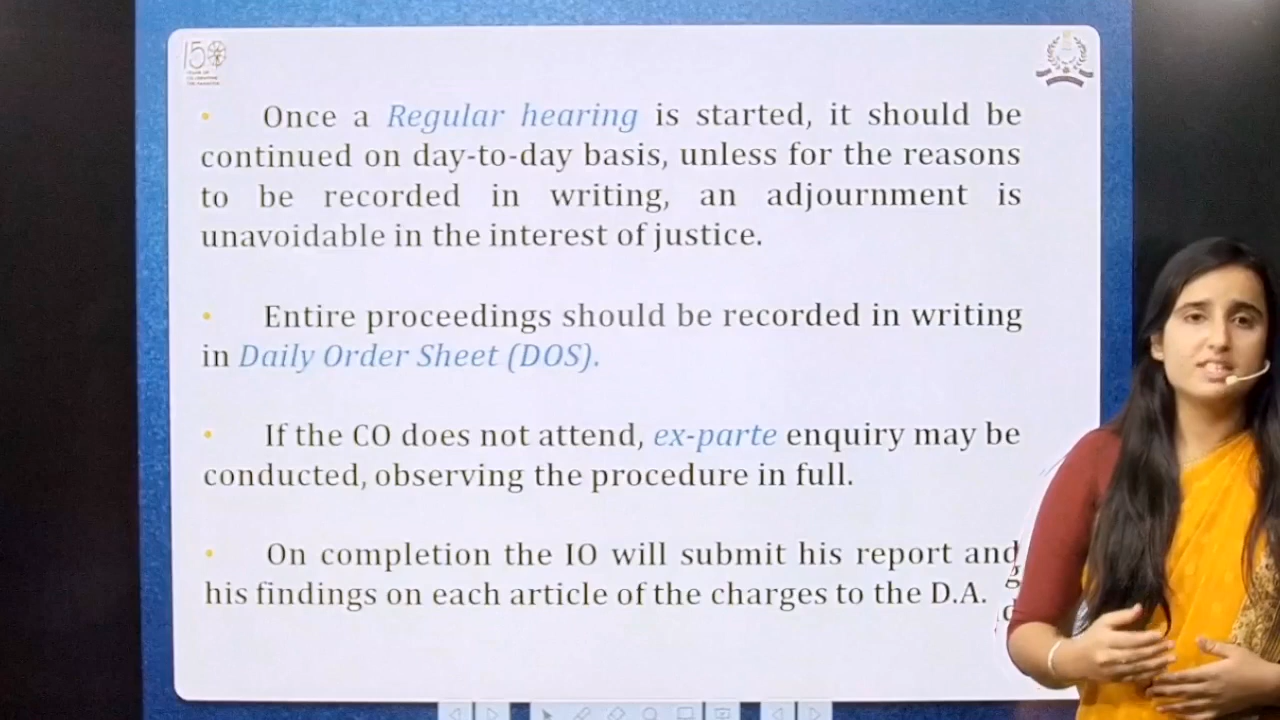 150
• Once a Regular hearing is started, it should be
continued on day-to-day basis, unless for the reasons
to be recorded in writing, an adjournment is
unavoidable in the interest of justice.
• Entire proceedings should be recorded in writing
in Daily Order Sheet (DOS).
• If the CO does not attend, ex-parte enquiry may be
conducted, observing the procedure in full.
• On completion the IO will submit his report and
his findings on each article of the charges to the D.A.